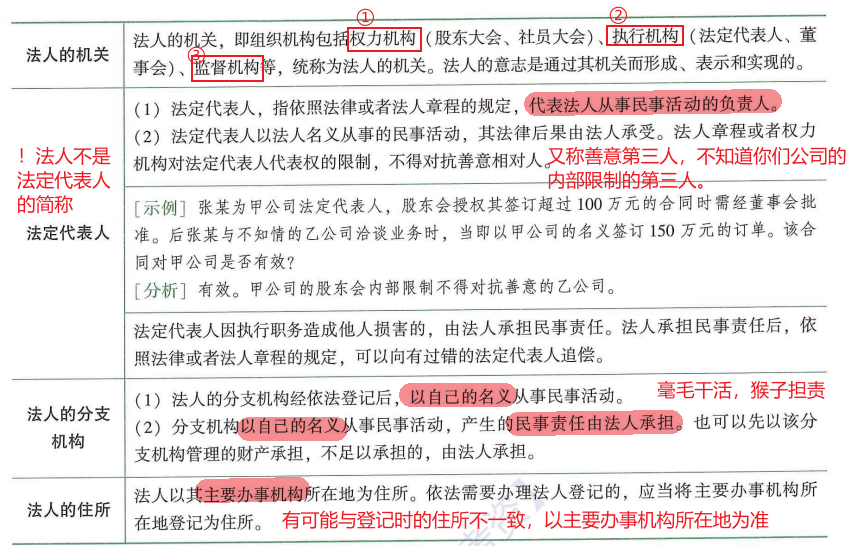 ①
②
法人的机关
法人的机关，即组织机构包括权力机构（股东大会、社员大会）、执行机构（法定代表人、董
③
事会）、监督机构等，统称为法人的机关。法人的意志是通过其机关而形成、表示和实现的。
！法人不是
法定代表人
的简称
法定代表人
（1）法定代表人，指依照法律或者法人章程的规定，代表法人从事民事活动的负责人。
（2）法定代表人以法人名义从事的民事活动，其法律后果由法人承受。法人章程或者权力
机构对法定代表人代表权的限制，不得对抗善意相对人。
又称善意第三人，不知道你们公司的
内部限制的第三人。
［示例］张某为甲公司法定代表人，股东会授权其签订超过 100 万元的合同时需经董事会批
准。后张某与不知情的乙公司洽谈业务时，当即以甲公司的名义签订 150 万元的订单。该合
同对甲公司是否有效？
［分析］有效。甲公司的股东会内部限制不得对抗善意的乙公司。
法定代表人因执行职务造成他人损害的，由法人承担民事责任。法人承担民事责任后，依
照法律或者法人章程的规定，可以向有过错的法定代表人追偿。
法人的分支
机构
（1）法人的分支机构经依法登记后，以自己的名义从事民事活动。
毫毛干活，猴子担责
（2）分支机构以自己的名义从事民事活动，产生的民事责任由法人承担。也可以先以该分
支机构管理的财产承担，不足以承担的，由法人承担。
法人的住所
法人以其主要办事机构所在地为住所。依法需要办理法人登记的，应当将主要办事机构所
在地登记为住所。
有可能与登记时的住所不一致，以主要办事机构所在地为准